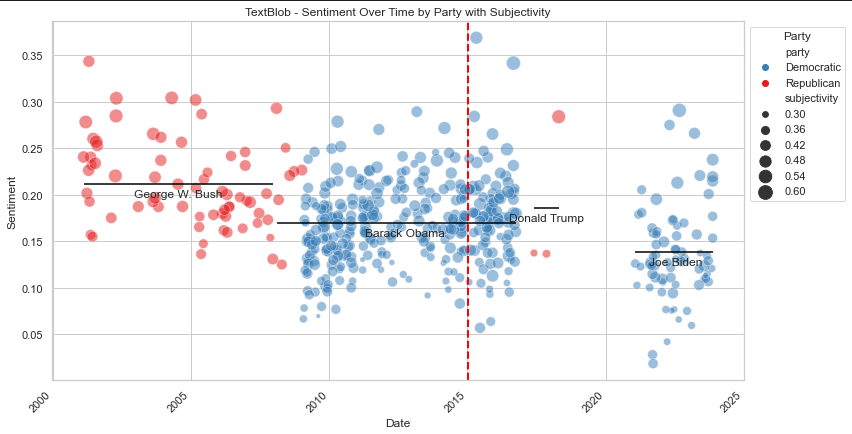 TextBlob - Sentiment Over Time by Party with Subjectivity
Sentiment
0.35
0.30
0.25
0.20
0.15
0.10
0.05
George W. Bush
Barack Obama
Donald Trump
Joe Biden
2000
2005
2010
2015
2020
2025
Date
Party
party
Democratic
Republican
subjectivity
0.30
0.36
0.42
0.48
0.54
0.60